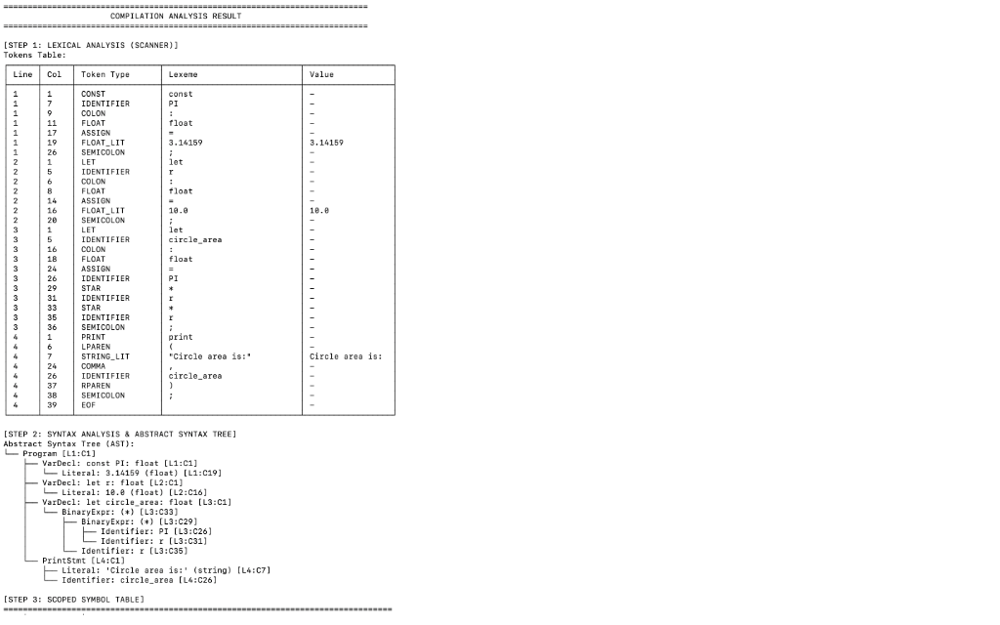 ===========================================================================
COMPILATION ANALYSIS RESULT
===========================================================================
[STEP 1: LEXICAL ANALYSIS (SCANNER)]
Tokens Table:
Line Col Token Type Lexeme Value
1 1 CONST const –
1 7 IDENTIFIER PI –
1 9 COLON : –
1 11 FLOAT float –
1 17 ASSIGN = –
1 19 FLOAT_LIT 3.14159 3.14159
1 26 SEMICOLON ; –
2 1 LET let –
2 5 IDENTIFIER r –
2 6 COLON : –
2 8 FLOAT float –
2 14 ASSIGN = –
2 16 FLOAT_LIT 10.0 10.0
2 20 SEMICOLON ; –
3 1 LET let –
3 5 IDENTIFIER circle_area –
3 16 COLON : –
3 18 FLOAT float –
3 24 ASSIGN = –
3 26 IDENTIFIER PI –
3 29 STAR * –
3 31 IDENTIFIER r –
3 33 STAR * –
3 35 IDENTIFIER r –
3 36 SEMICOLON ; –
4 1 PRINT print –
4 6 LPAREN ( –
4 7 STRING_LIT "Circle area is:" Circle area is:
4 24 COMMA , –
4 26 IDENTIFIER circle_area –
4 37 RPAREN ) –
4 38 SEMICOLON ; –
4 39 EOF –
[STEP 2: SYNTAX ANALYSIS & ABSTRACT SYNTAX TREE]
Abstract Syntax Tree (AST):
└── Program [L1:C1]
├── VarDecl: const PI: float [L1:C1]
│ └── Literal: 3.14159 (float) [L1:C19]
├── VarDecl: let r: float [L2:C1]
│ └── Literal: 10.0 (float) [L2:C16]
├── VarDecl: let circle_area: float [L3:C1]
│ └── BinaryExpr: (*) [L3:C33]
│ ├── BinaryExpr: (*) [L3:C29]
│ │ ├── Identifier: PI [L3:C26]
│ │ └── Identifier: r [L3:C31]
│ └── Identifier: r [L3:C35]
└── PrintStmt [L4:C1]
├── Literal: 'Circle area is:' (string) [L4:C7]
└── Identifier: circle_area [L4:C26]
[STEP 3: SCOPED SYMBOL TABLE]
================================================================================